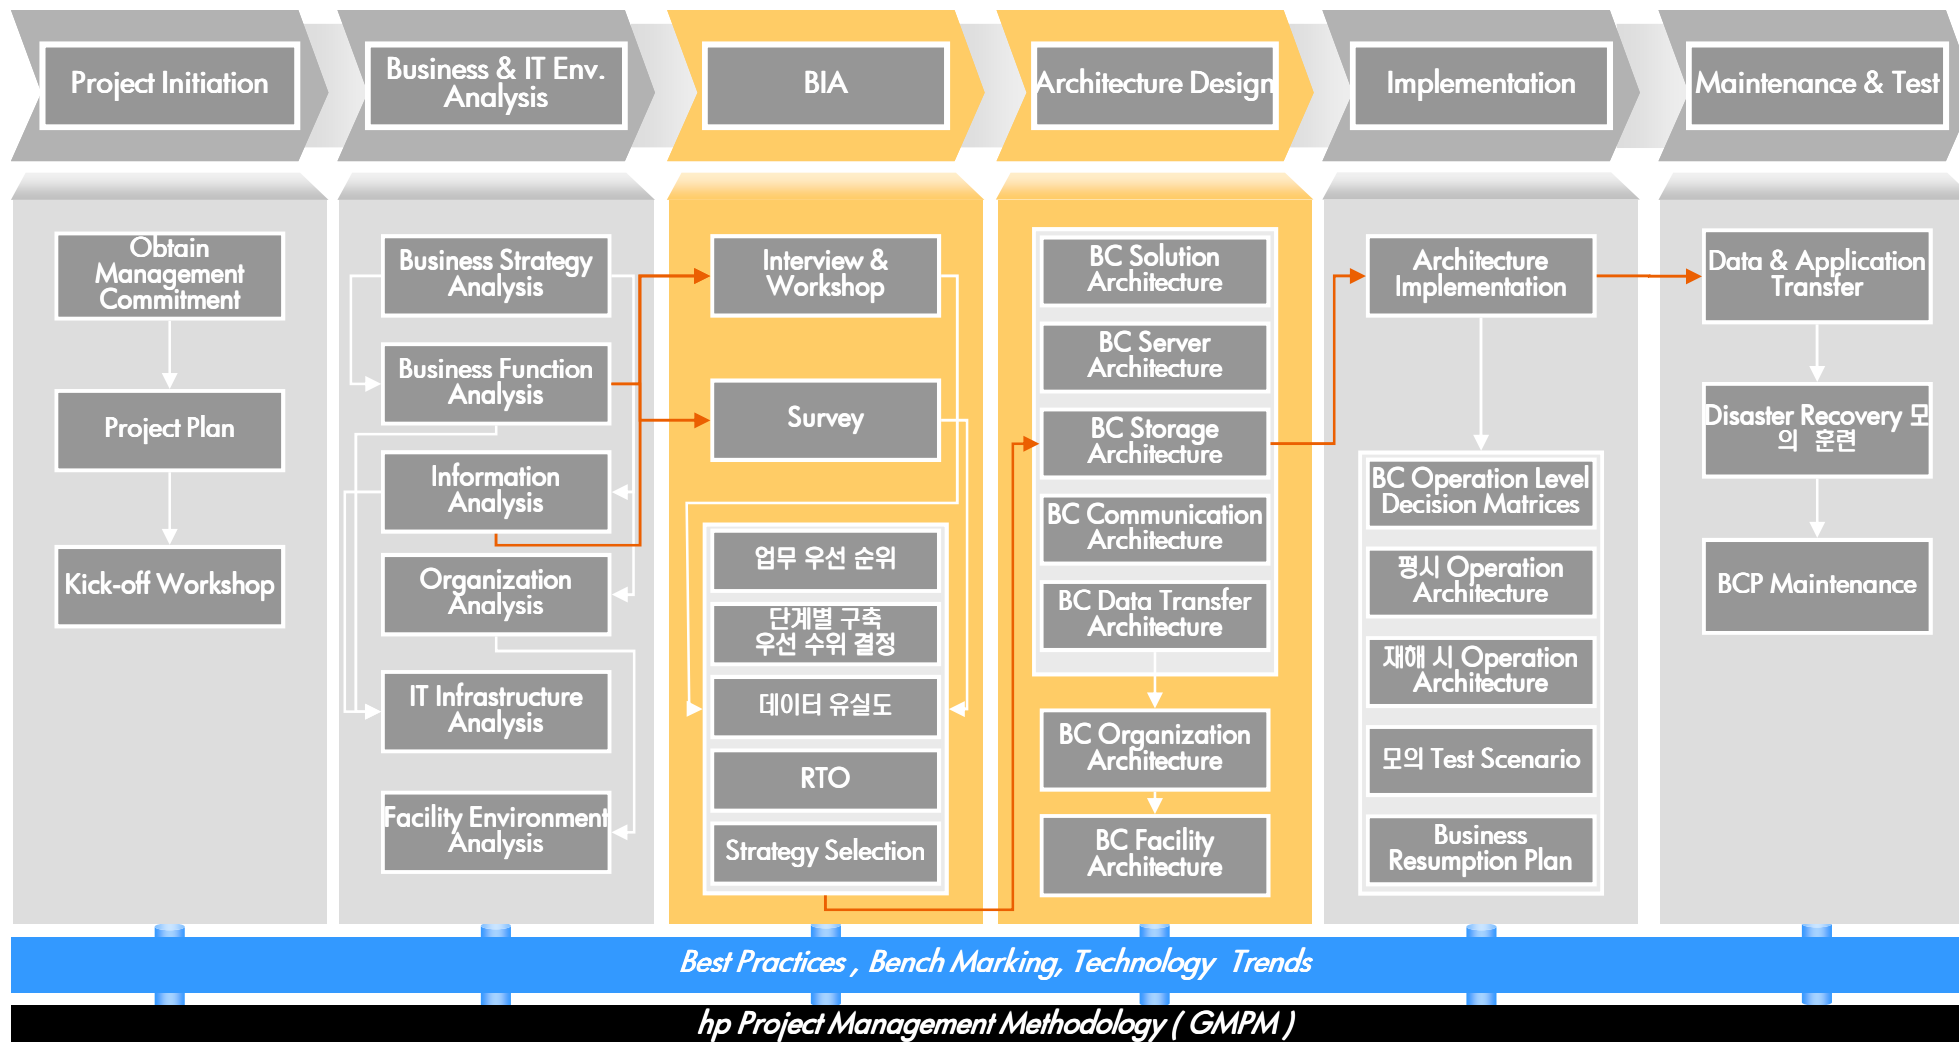 Project Initiation
Business & IT Env.
Analysis
BIA
Architecture Design
Implementation
Maintenance & Test
Obtain
Management
Commitment
Project Plan
Kick-off Workshop
Business Strategy
Analysis
Business Function
Analysis
Information
Analysis
Organization
Analysis
IT Infrastructure
Analysis
Facility Environment
Analysis
Interview &
Workshop
Survey
업무 우선 순위
단계별 구축
우선 수위 결정
데이터 유실도
RTO
Strategy Selection
BC Solution
Architecture
BC Server
Architecture
BC Storage
Architecture
BC Communication
Architecture
BC Data Transfer
Architecture
BC Organization
Architecture
BC Facility
Architecture
Architecture
Implementation
BC Operation Level
Decision Matrices
평시 Operation
Architecture
재해 시 Operation
Architecture
모의 Test Scenario
Business
Resumption Plan
Data & Application
Transfer
Disaster Recovery 모
의 훈련
BCP Maintenance
Best Practices , Bench Marking, Technology Trends
hp Project Management Methodology ( GMPM )